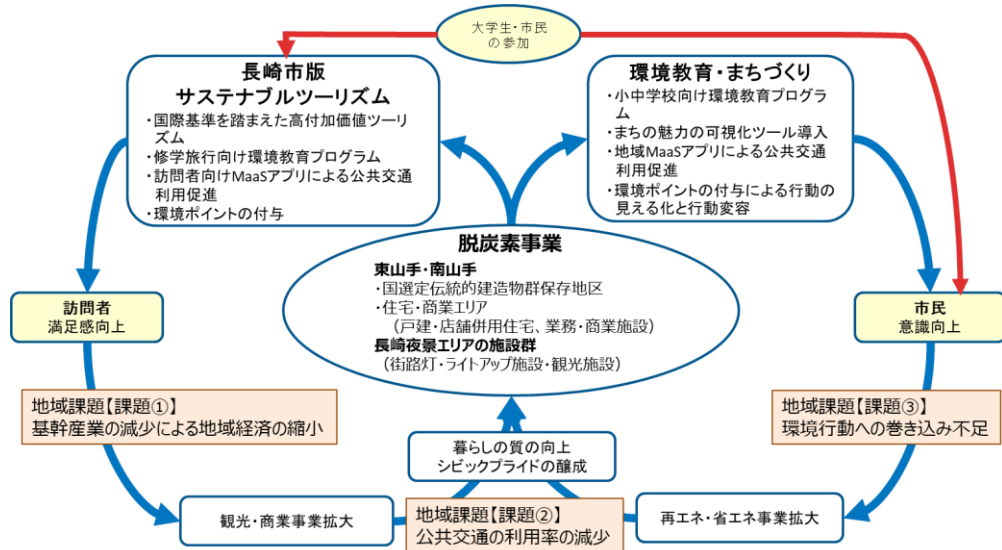 大学生・市民
の参加
長崎市版
サステナブルツーリズム
・国際基準を踏まえた高付加価値ツーリ
ズム
・修学旅行向け環境教育プログラム
・訪問者向けMaaSアプリによる公共交通
利用促進
・環境ポイントの付与
環境教育・まちづくり
・小中学校向け環境教育プログラ
ム
・まちの魅力の可視化ツール導入
・地域MaaSアプリによる公共交通
利用促進
・環境ポイントの付与による行動の
見える化と行動変容
脱炭素事業
東山手・南山手
・国選定伝統的建造物群保存地区
・住宅・商業エリア
（戸建・店舗併用住宅、業務・商業施設）
長崎夜景エリアの施設群
（街路灯・ライトアップ施設・観光施設）
訪問者
満足感向上
市民
意識向上
地域課題【課題①】
基幹産業の減少による地域経済の縮小
地域課題【課題③】
環境行動への巻き込み不足
暮らしの質の向上
シビックプライドの醸成
観光・商業事業拡大
地域課題【課題②】
公共交通の利用率の減少
再エネ・省エネ事業拡大